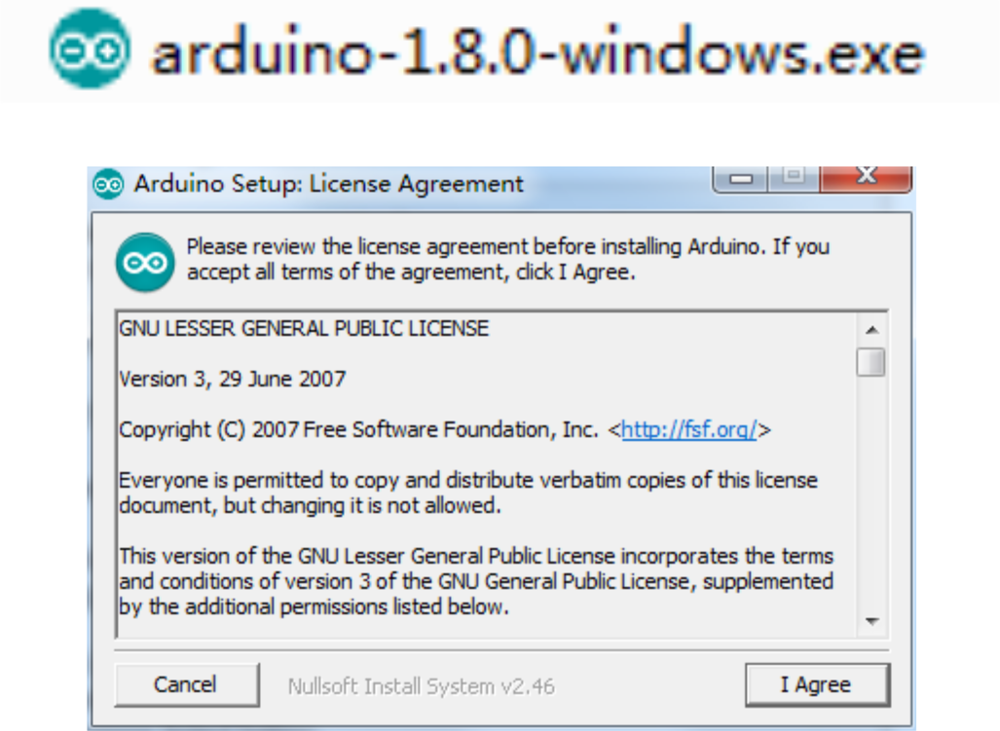 arduino-1.8.0-windows.exe
Arduino Setup: License Agreement
Please review the license agreement before installing Arduino. If you
accept all terms of the agreement, click I Agree.
GNU LESSER GENERAL PUBLIC LICENSE
Version 3, 29 June 2007
Copyright (C) 2007 Free Software Foundation, Inc. <http://fsf.org/>
Everyone is permitted to copy and distribute verbatim copies of this license
document, but changing it is not allowed.
This version of the GNU Lesser General Public License incorporates the terms
and conditions of version 3 of the GNU General Public License, supplemented
by the additional permissions listed below.
Cancel
Nullsoft Install System v2.46
I Agree